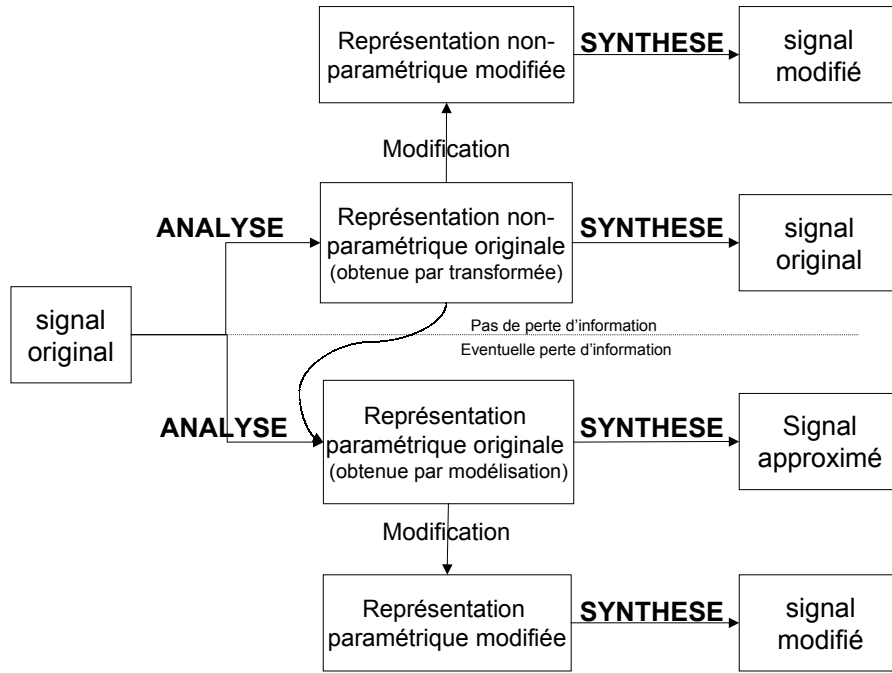 Représentation non-
paramétrique modifiée
SYNTHESE
signal
modifié
Modification
ANALYSE
Représentation non-
paramétrique originale
(obtenue par transformée)
SYNTHESE
signal
original
signal
original
Pas de perte d’information
Eventuelle perte d’information
ANALYSE
Représentation
paramétrique originale
(obtenue par modélisation)
SYNTHESE
Signal
approximé
Modification
Représentation
paramétrique modifiée
SYNTHESE
signal
modifié